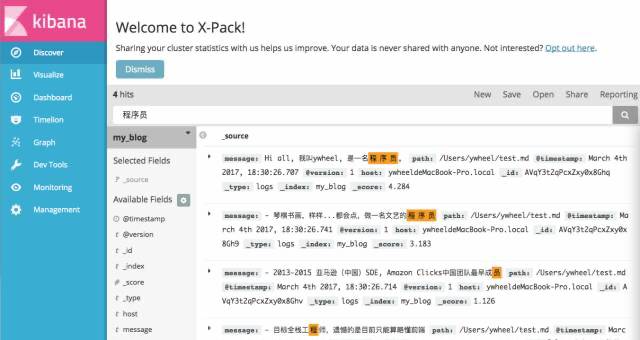 kibana
Discover
Visualize
Dashboard
Timelion
Graph
Dev Tools
Monitoring
Management
Welcome to X-Pack!
Sharing your cluster statistics with us helps us improve. Your data is never shared with anyone. Not interested? Opt out here.
Dismiss
4 hits
New Save Open Share Reporting
程序员
my_blog
Selected Fields
? _source
Available Fields
@timestamp
t @version
t _id
t _index
# _score
t _type
t host
t message
_source
message: Hi all, 我叫ywheel, 是一名程序员, path: /Users/ywheel/test.md @timestamp: March 4th
2017, 18:30:26.707 @version: 1 host: ywheeldeMacBook-Pro.local _id: AVqY3t2qPcxZxy0x8Ghq
_type: logs _index: my_blog _score: 4.284
message: - 琴棋书画, 样样...都会点, 做一名文艺的程序员 path: /Users/ywheel/test.md @timestamp: M
arch 4th 2017, 18:30:26.741 @version: 1 host: ywheeldeMacBook-Pro.local _id: AVqY3t2qPcxZxy0x
8Gh9 _type: logs _index: my_blog _score: 3.183
message: - 2013-2015 亚马逊（中国）SDE, Amazon Clicks中国团队最早成员 path: /Users/ywheel/test.md
@timestamp: March 4th 2017, 18:30:26.714 @version: 1 host: ywheeldeMacBook-Pro.local _id: A
VqY3t2qPcxZxy0x8Ghv _type: logs _index: my_blog _score: 1.126
message: - 目标全栈工程师, 遗憾的是目前只能算略懂前端 path: /Users/ywheel/test.md @timestamp: Marc